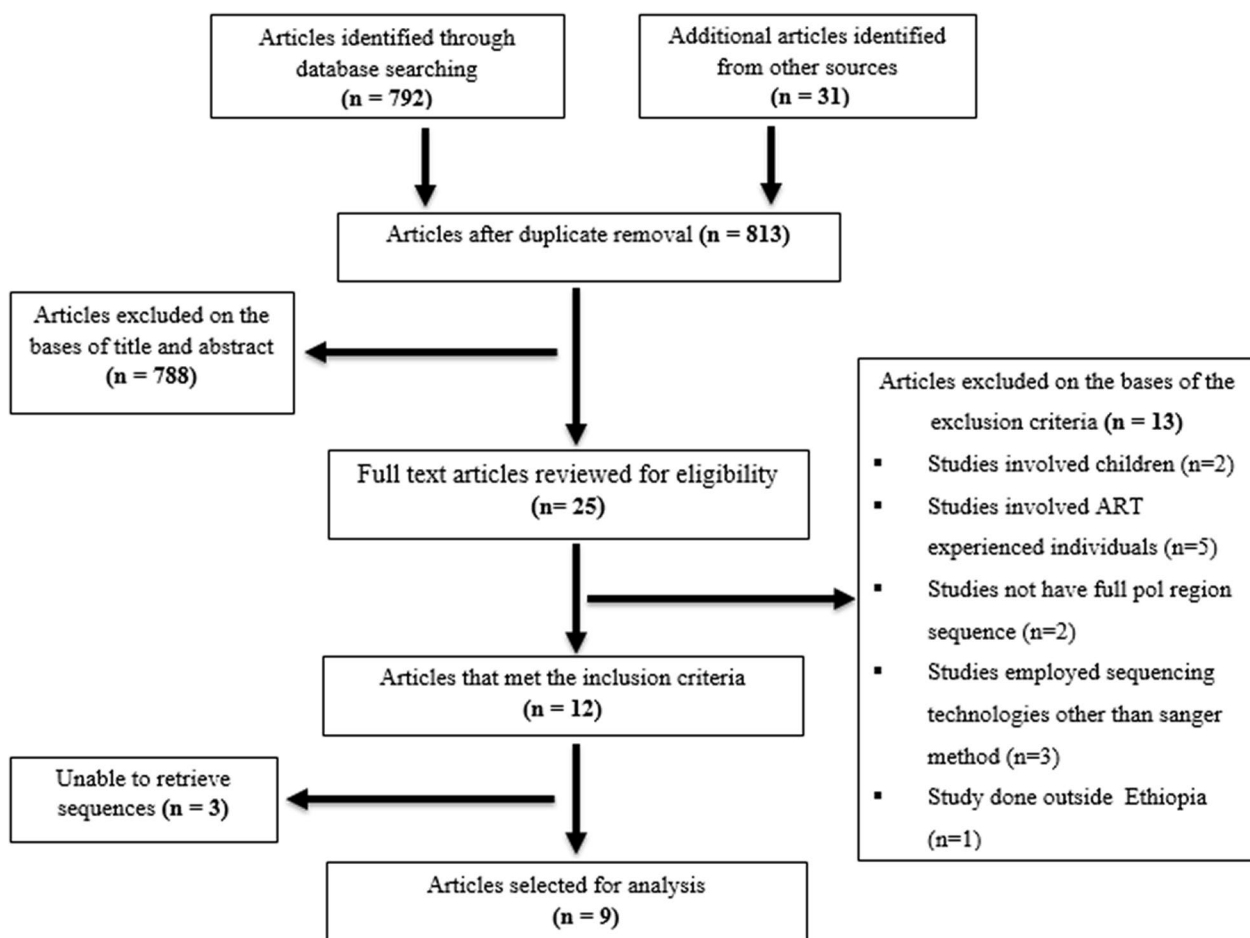 Articles identified through
database searching
(n = 792)
Additional articles identified
from other sources
(n = 31)
Articles after duplicate removal (n = 813)
Articles excluded on the
bases of title and abstract
(n = 788)
Full text articles reviewed for eligibility
(n= 25)
Articles excluded on the bases of the
exclusion criteria (n = 13)
▪ Studies involved children (n=2)
▪ Studies involved ART
experienced individuals (n=5)
▪ Studies not have full pol region
sequence (n=2)
▪ Studies employed sequencing
technologies other than sanger
method (n=3)
▪ Study done outside Ethiopia
(n=1)
Articles that met the inclusion criteria
(n = 12)
Unable to retrieve
sequences (n = 3)
Articles selected for analysis
(n = 9)